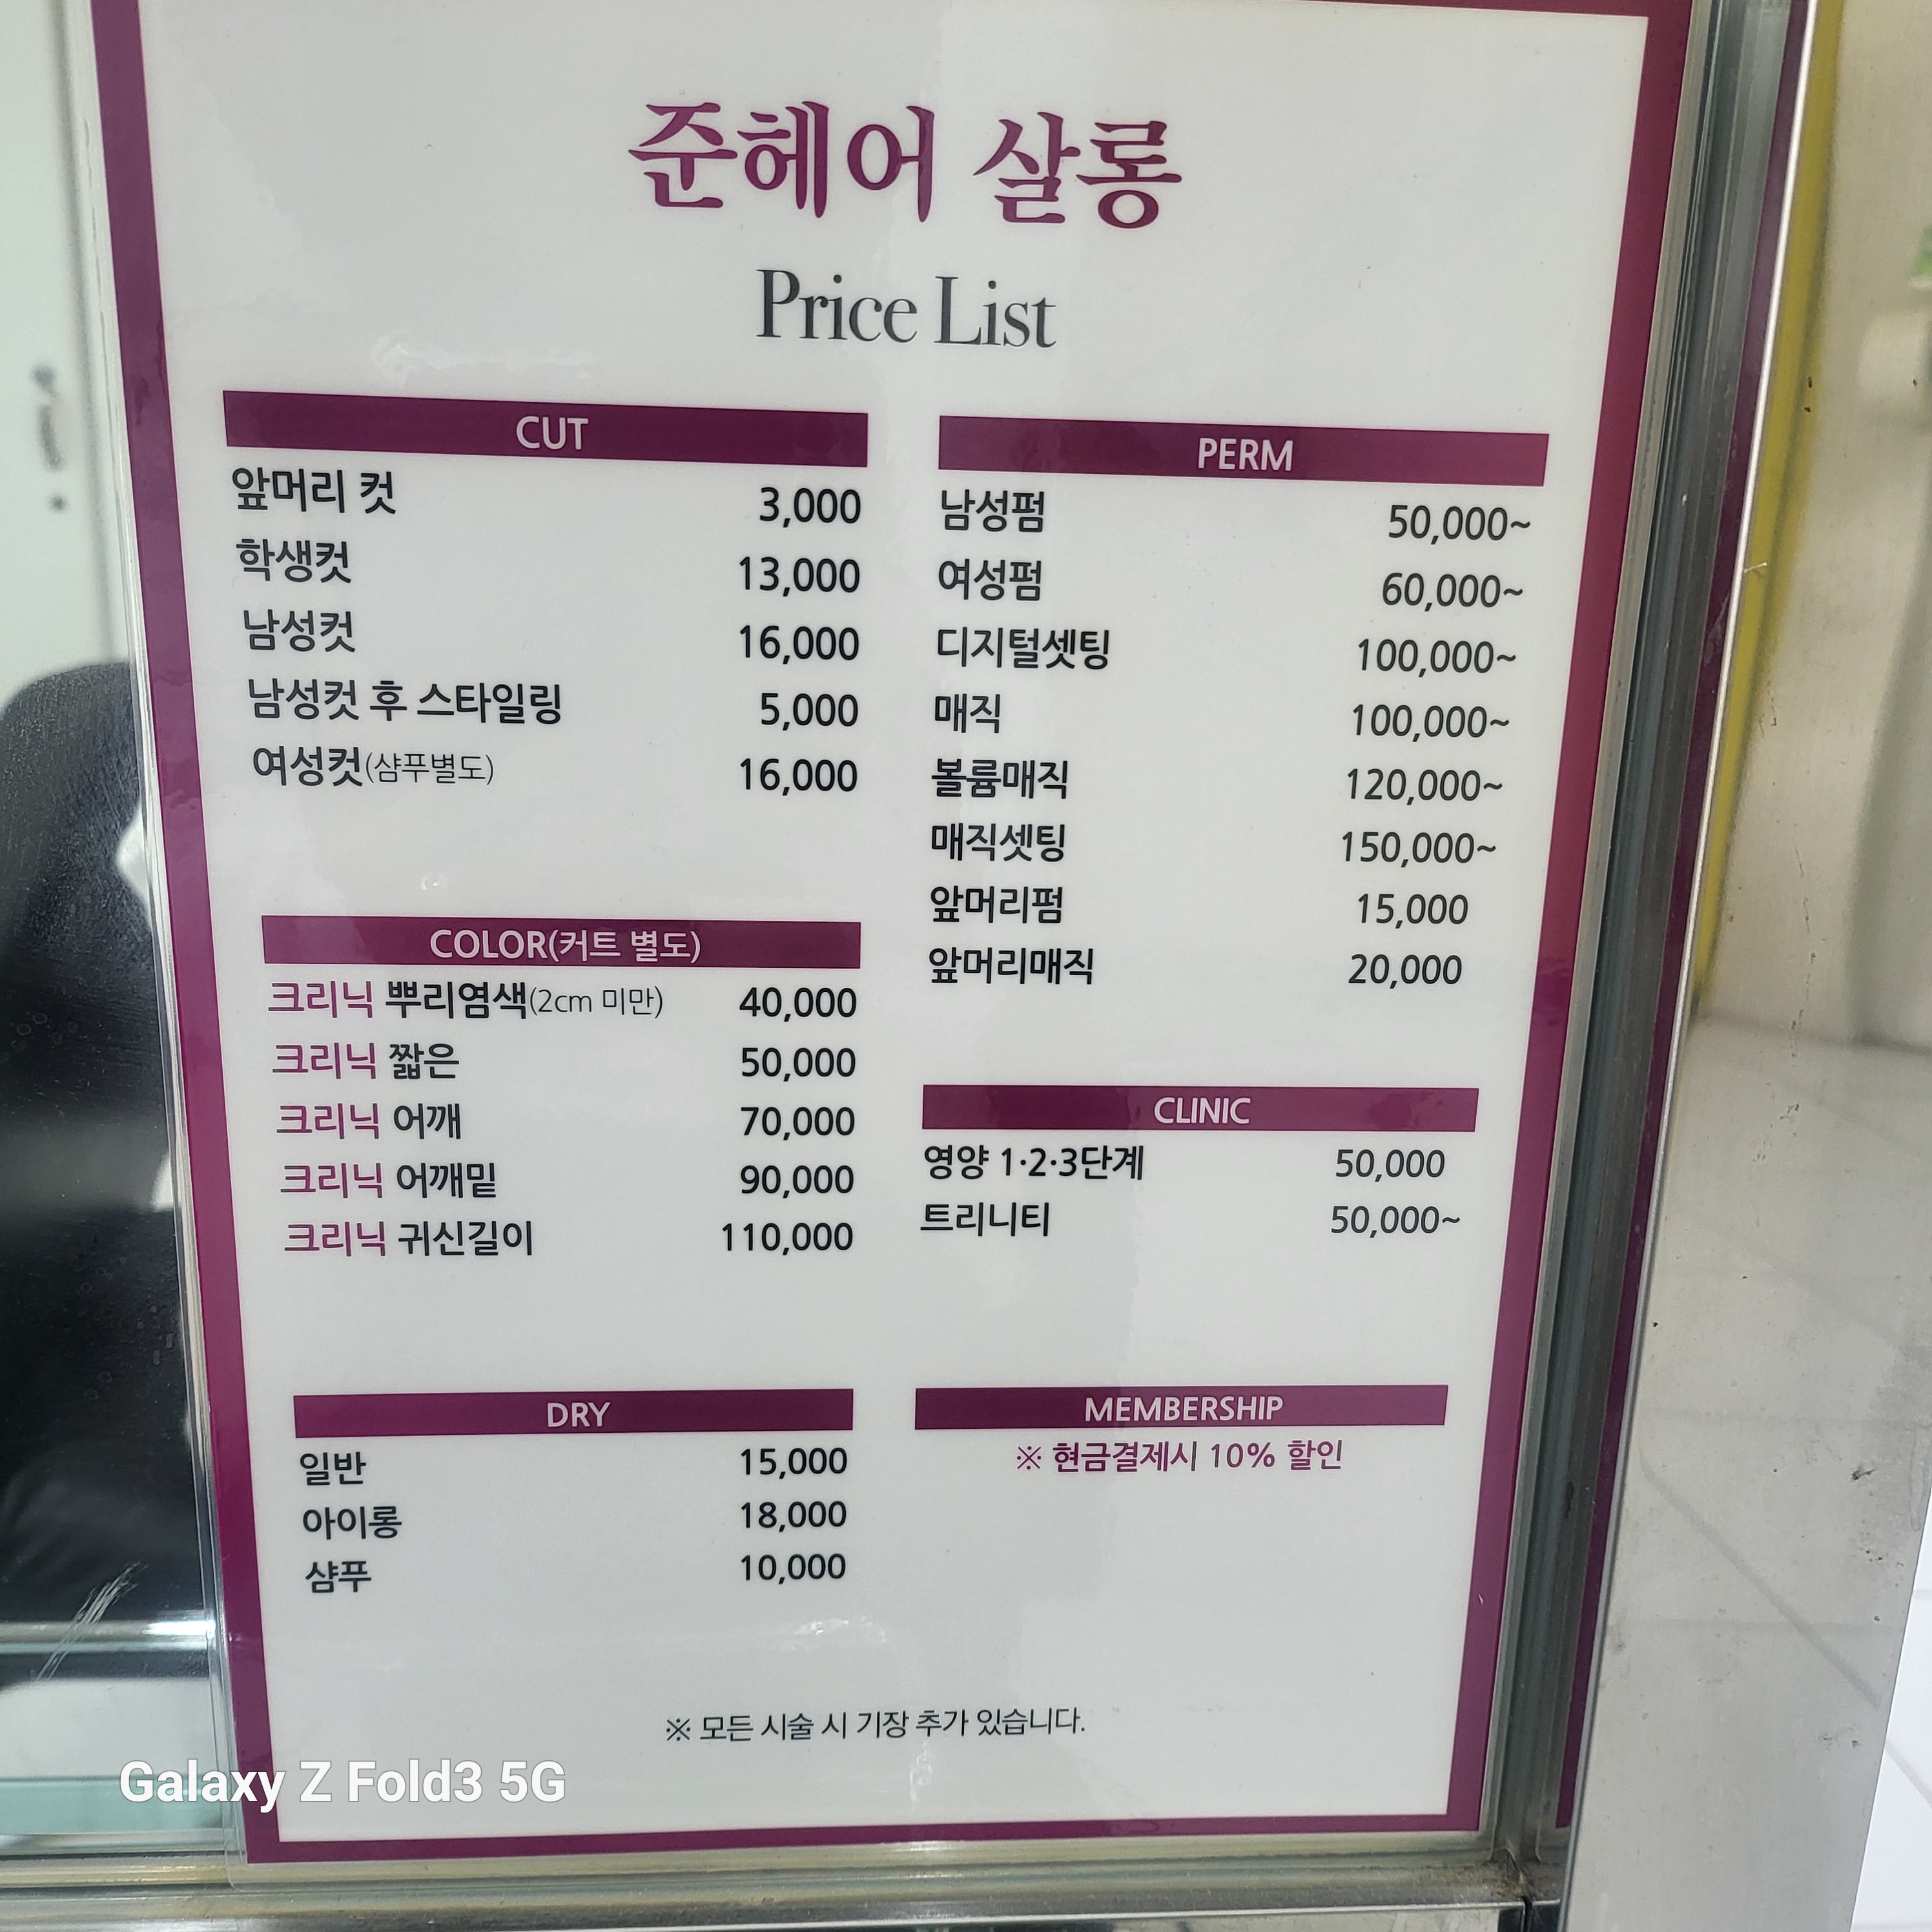 준헤어 살롱
Price List
CUT
앞머리 컷 3,000
학생컷 13,000
남성컷 16,000
남성컷 후 스타일링 5,000
여성컷(샴푸별도) 16,000
COLOR(커트 별도)
크리닉 뿌리염색(2cm 미만) 40,000
크리닉 짧은 50,000
크리닉 어깨 70,000
크리닉 어깨밑 90,000
크리닉 귀신길이 110,000
DRY
일반 15,000
아이롱 18,000
샴푸 10,000
PERM
남성펌 50,000~
여성펌 60,000~
디지털셋팅 100,000~
매직 100,000~
볼륨매직 120,000~
매직셋팅 150,000~
앞머리펌 15,000
앞머리매직 20,000
CLINIC
영양 1·2·3단계 50,000
트리니티 50,000~
MEMBERSHIP
※ 현금결제시 10% 할인
※ 모든 시술 시 기장 추가 있습니다.
Galaxy Z Fold3 5G